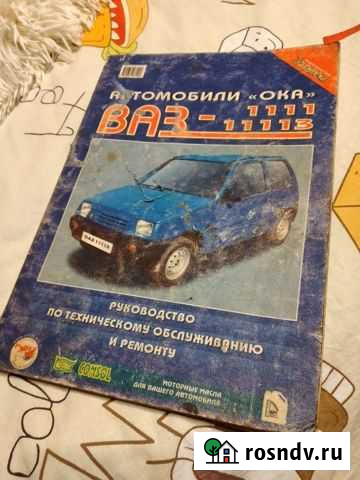 АВТОМОБИЛИ «ОКА»
ВАЗ-1111
11113
ВАЗ 11113
РУКОВОДСТВО
ПО ТЕХНИЧЕСКОМУ ОБСЛУЖИВАНИЮ
И РЕМОНТУ
COMSOL
МОТОРНЫЕ МАСЛА
ДЛЯ ВАШЕГО АВТОМОБИЛЯ
rosndv.ru